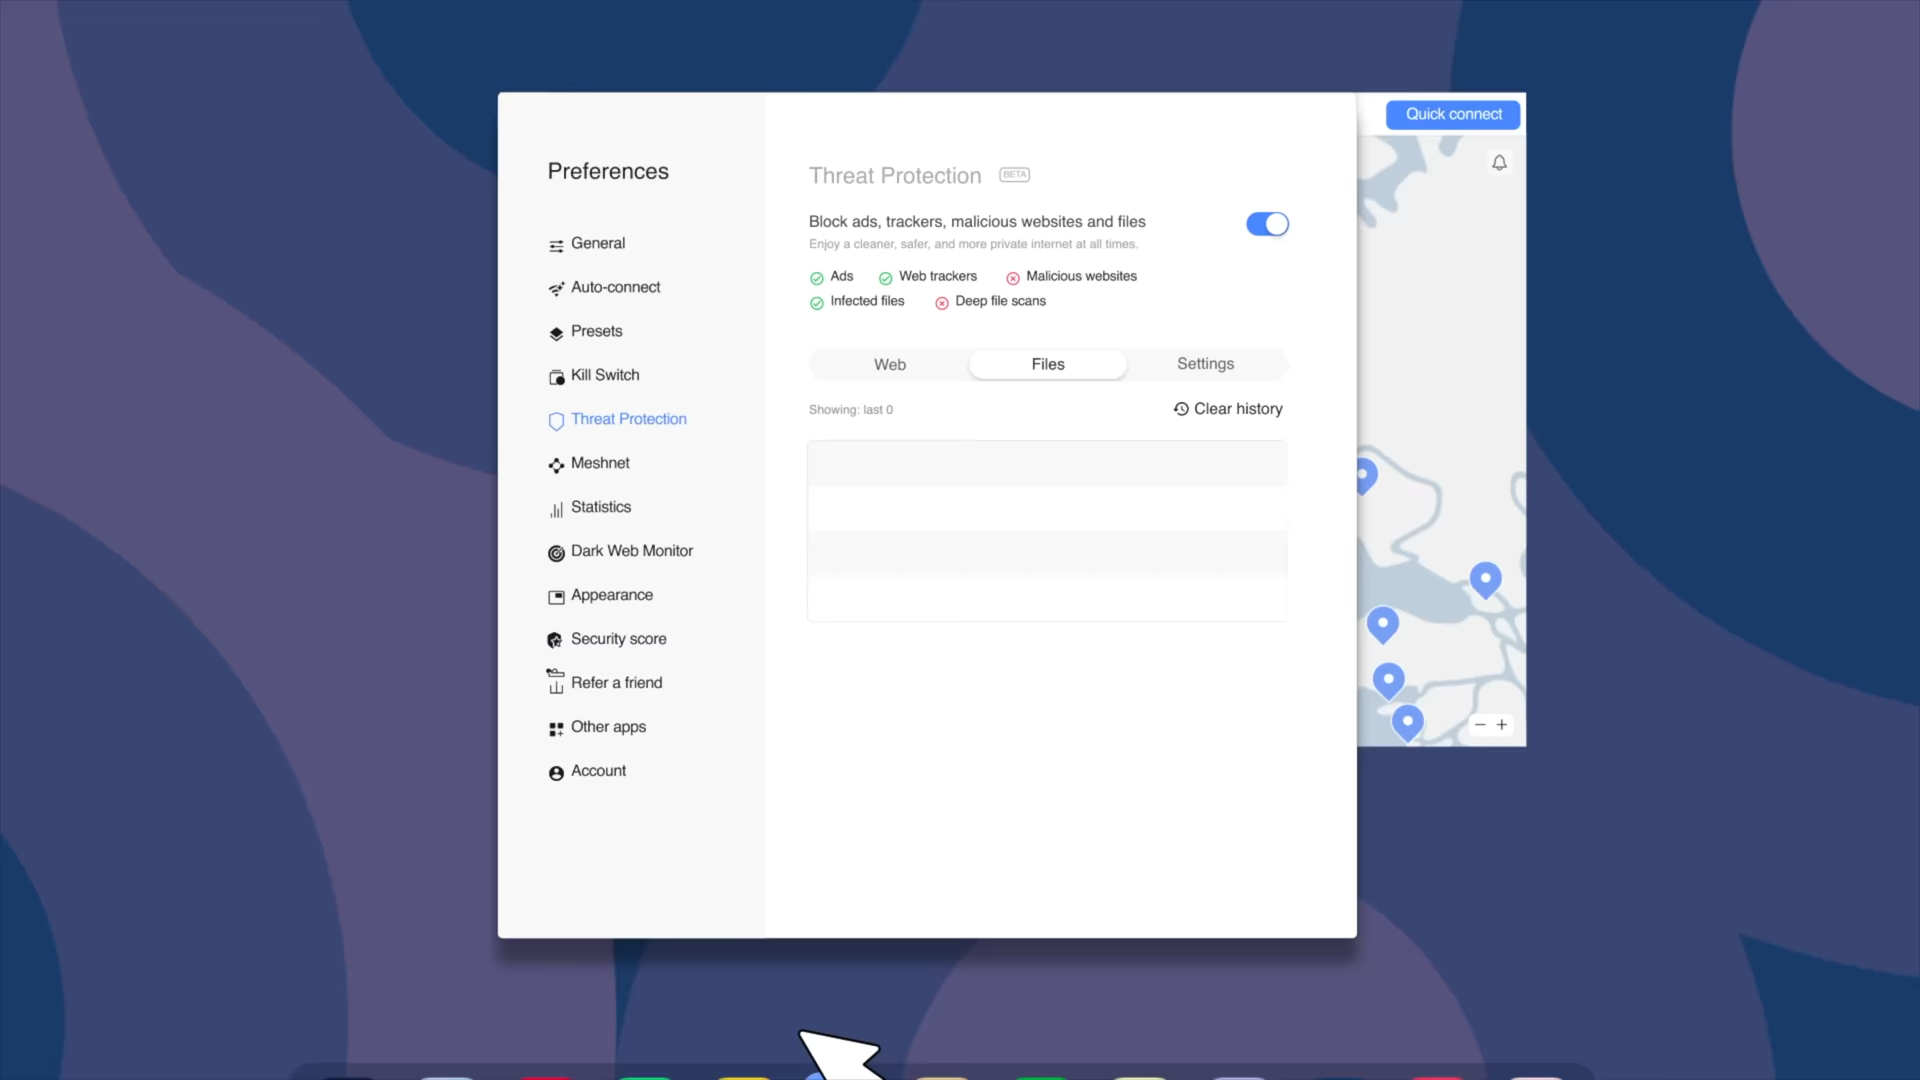 Quick connect
Preferences
General
Auto-connect
Presets
Kill Switch
Threat Protection
Meshnet
Statistics
Dark Web Monitor
Appearance
Security score
Refer a friend
Other apps
Account
Threat Protection BETA
Block ads, trackers, malicious websites and files
Enjoy a cleaner, safer, and more private internet at all times.
Ads Web trackers Malicious websites
Infected files Deep file scans
Web Files Settings
Showing: last 0 Clear history